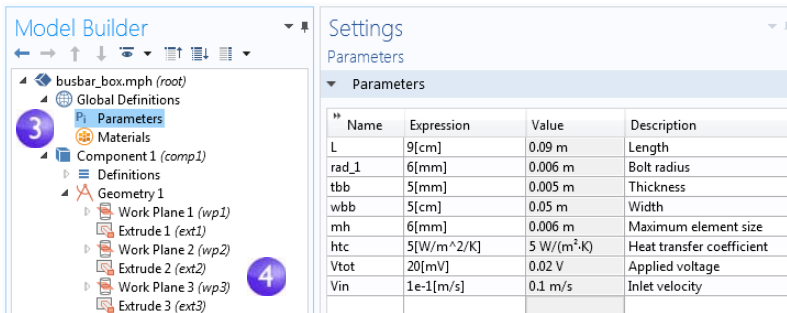 Model Builder
busbar_box.mph (root)
Global Definitions
3
Pi Parameters
Materials
Component 1 (comp1)
Definitions
Geometry 1
Work Plane 1 (wp1)
Extrude 1 (ext1)
Work Plane 2 (wp2)
Extrude 2 (ext2)
4
Work Plane 3 (wp3)
Extrude 3 (ext3)
Settings
Parameters
Parameters
Name Expression Value Description
L 9[cm] 0.09 m Length
rad_1 6[mm] 0.006 m Bolt radius
tbb 5[mm] 0.005 m Thickness
wbb 5[cm] 0.05 m Width
mh 6[mm] 0.006 m Maximum element size
htc 5[W/m^2/K] 5 W/(m²·K) Heat transfer coefficient
Vtot 20[mV] 0.02 V Applied voltage
Vin 1e-1[m/s] 0.1 m/s Inlet velocity